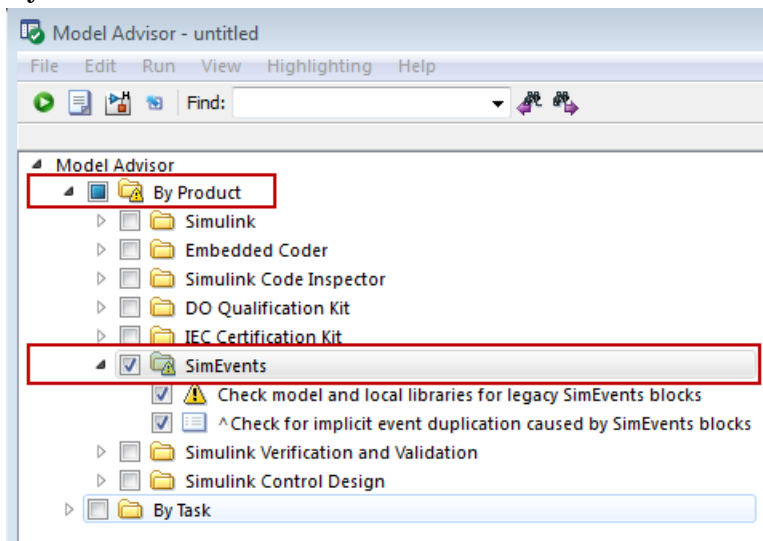 Model Advisor - untitled
File Edit Run View Highlighting Help
Find:
Model Advisor
By Product
Simulink
Embedded Coder
Simulink Code Inspector
DO Qualification Kit
IEC Certification Kit
SimEvents
Check model and local libraries for legacy SimEvents blocks
^Check for implicit event duplication caused by SimEvents blocks
Simulink Verification and Validation
Simulink Control Design
By Task